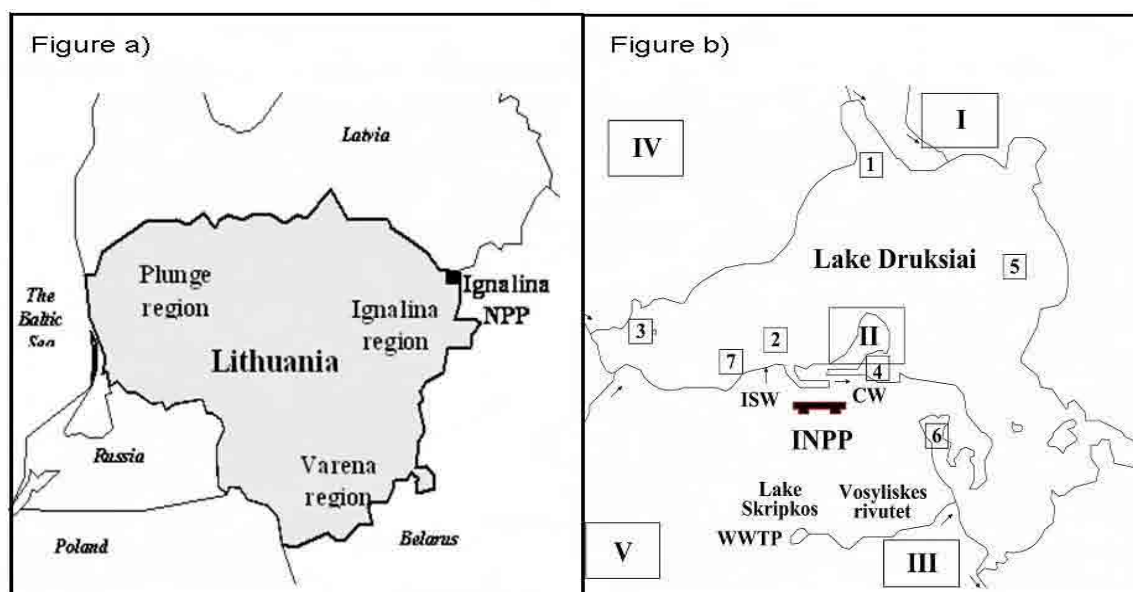 Figure a)
Latvia
Plunge
region
The
Baltic
Sea
Ignalina
NPP
Ignalina
region
Lithuania
Russia
Varena
region
Poland
Belarus
Figure b)
I
IV
1
Lake Druksiai
5
3
2
II
7
4
ISW
CW
INPP
6
Lake
Skripkos
Vosyliskes
rivutet
WWTP
V
III